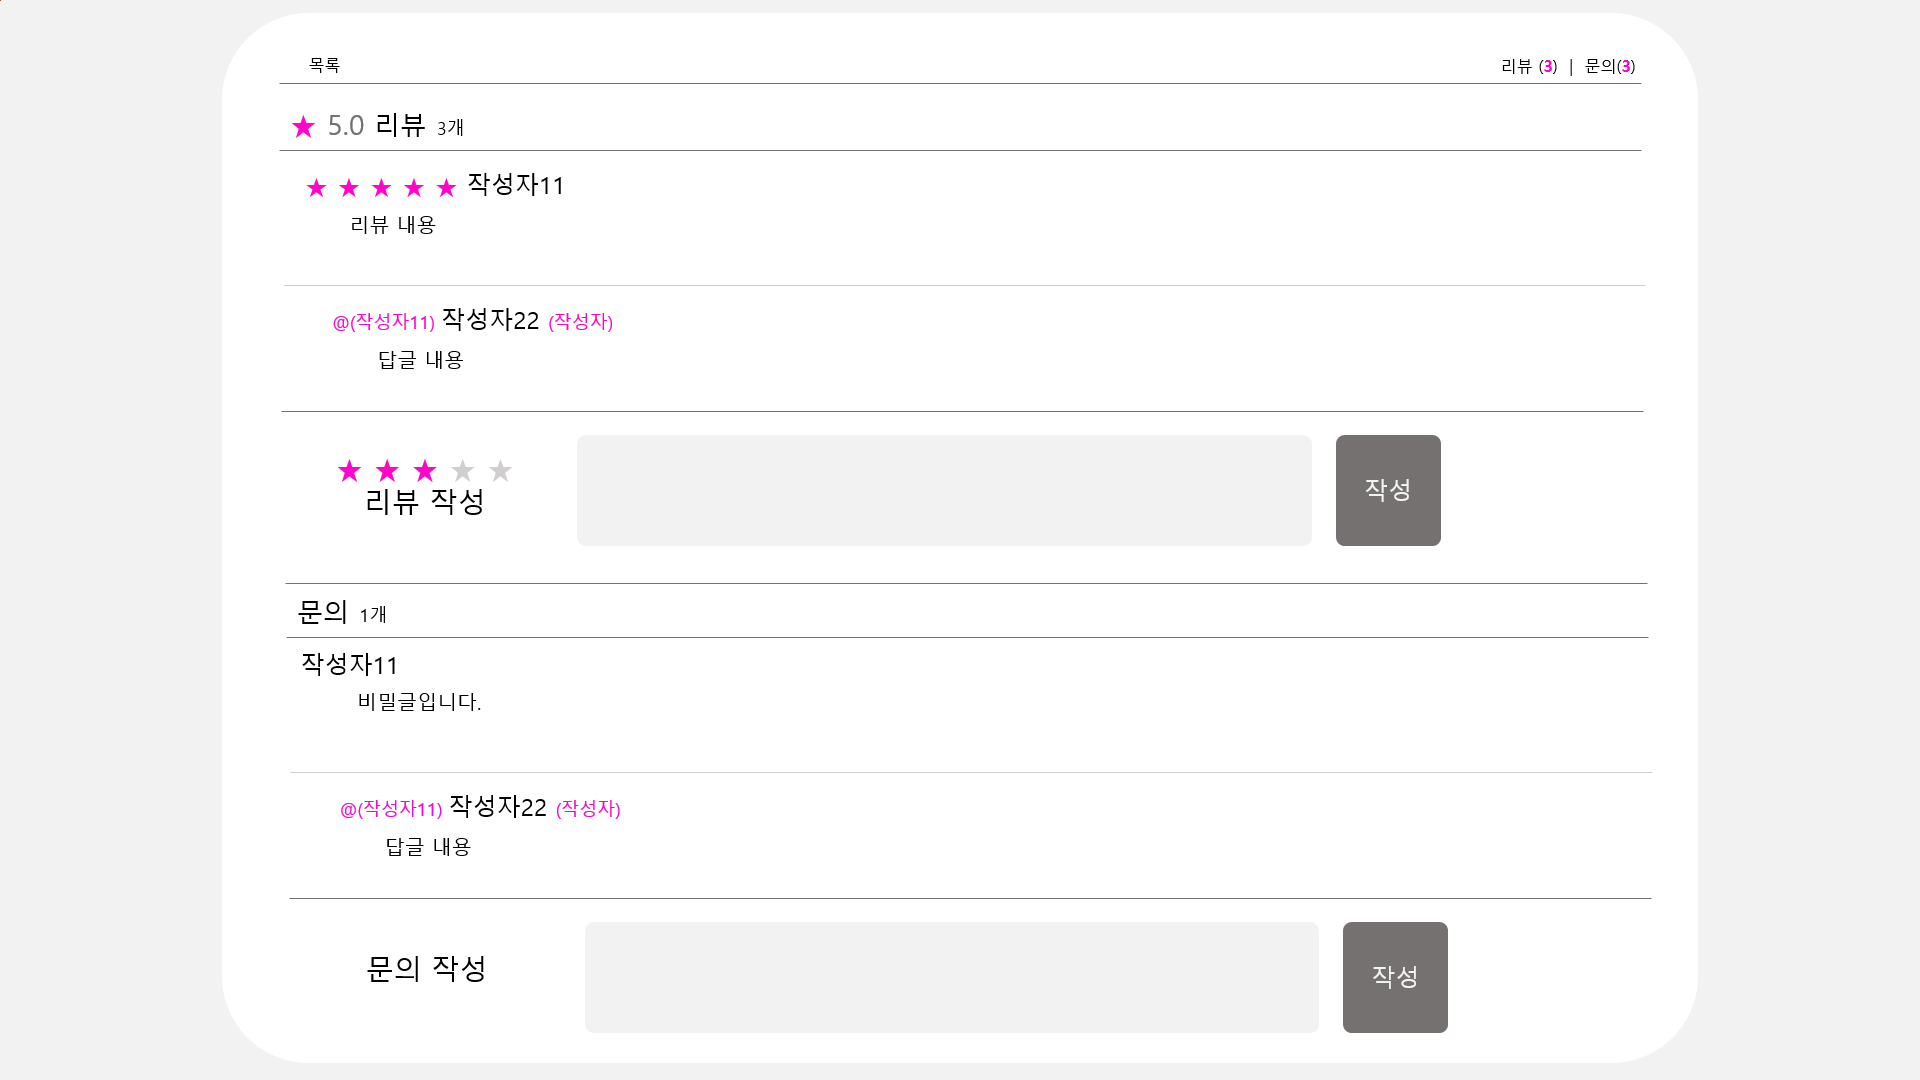 목록
리뷰 (3) | 문의(3)
★ 5.0 리뷰 3개
★ ★ ★ ★ ★ 작성자11
리뷰 내용
@(작성자11) 작성자22 (작성자)
답글 내용
★ ★ ★ ★ ★
리뷰 작성
작성
문의 1개
작성자11
비밀글입니다.
@(작성자11) 작성자22 (작성자)
답글 내용
문의 작성
작성